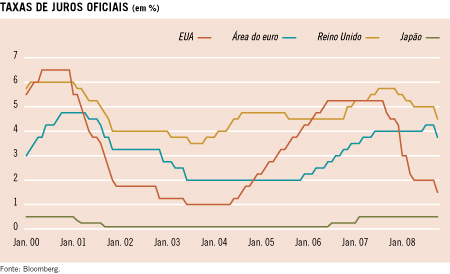 TAXAS DE JUROS OFICIAIS (em %)
EUA Área do euro Reino Unido Japão
7
6
5
4
3
2
1
0
Jan. 00 Jan. 01 Jan. 02 Jan. 03 Jan. 04 Jan. 05 Jan. 06 Jan. 07 Jan. 08
Fonte: Bloomberg.